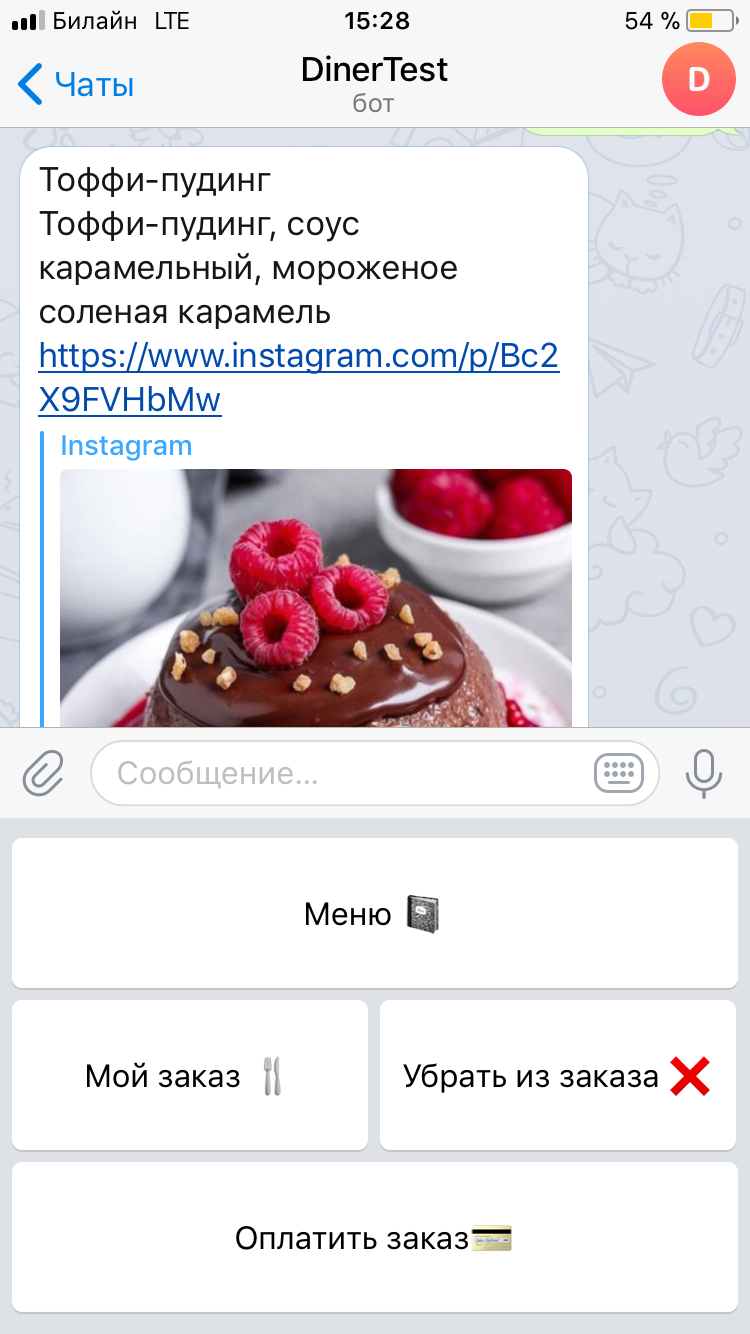 Билайн LTE 15:28 54 %
Чаты
DinerTest
бот
D
Тоффи-пудинг
Тоффи-пудинг, соус
карамельный, мороженое
соленая карамель
https://www.instagram.com/p/Bc2
X9FVHbMw
Instagram
Сообщение...
Меню
Мой заказ
Убрать из заказа
Оплатить заказ